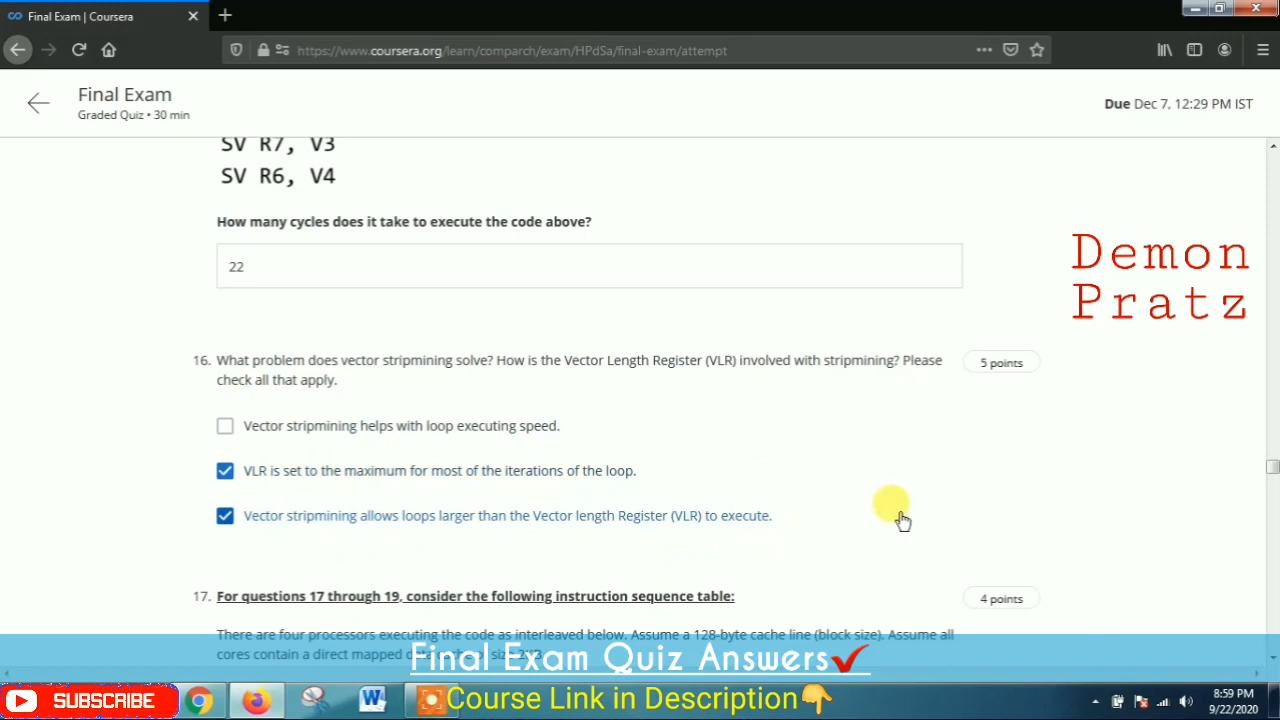 Final Exam | Coursera
https://www.coursera.org/learn/comparch/exam/HPdSa/final-exam/attempt
Final Exam
Graded Quiz • 30 min
Due Dec 7, 12:29 PM IST
SV R7, V3
SV R6, V4
How many cycles does it take to execute the code above?
22
Demon
Pratz
16. What problem does vector stripmining solve? How is the Vector Length Register (VLR) involved with stripmining? Please
check all that apply.
5 points
Vector stripmining helps with loop executing speed.
VLR is set to the maximum for most of the iterations of the loop.
Vector stripmining allows loops larger than the Vector length Register (VLR) to execute.
17. For questions 17 through 19, consider the following instruction sequence table:
4 points
There are four processors executing the code as interleaved below. Assume a 128-byte cache line (block size). Assume all
cores contain a direct mapped
Final Exam Quiz Answers
SUBSCRIBE
Course Link in Description
8:59 PM
9/22/2020